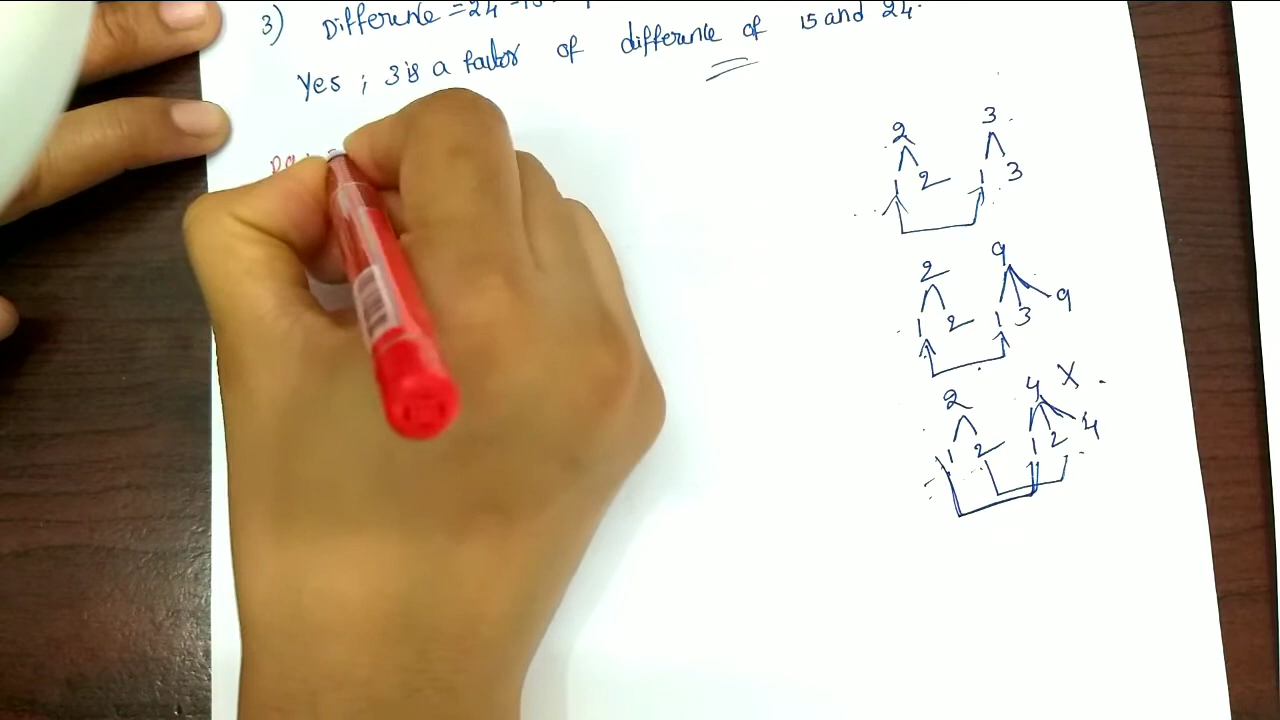 3) Difference = 24 -
Yes ; 3 is a factor of difference of 15 and 24.
2 3
1 2 1 3
2 9
1 2 1 3 9
2 4 X
1 2 1 2 4